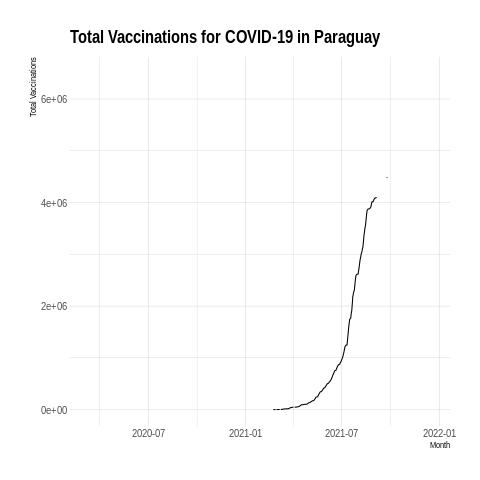 Total Vaccinations for COVID-19 in Paraguay
Total Vaccinations
6e+06
4e+06
2e+06
0e+00
2020-07
2021-01
2021-07
2022-01
Month